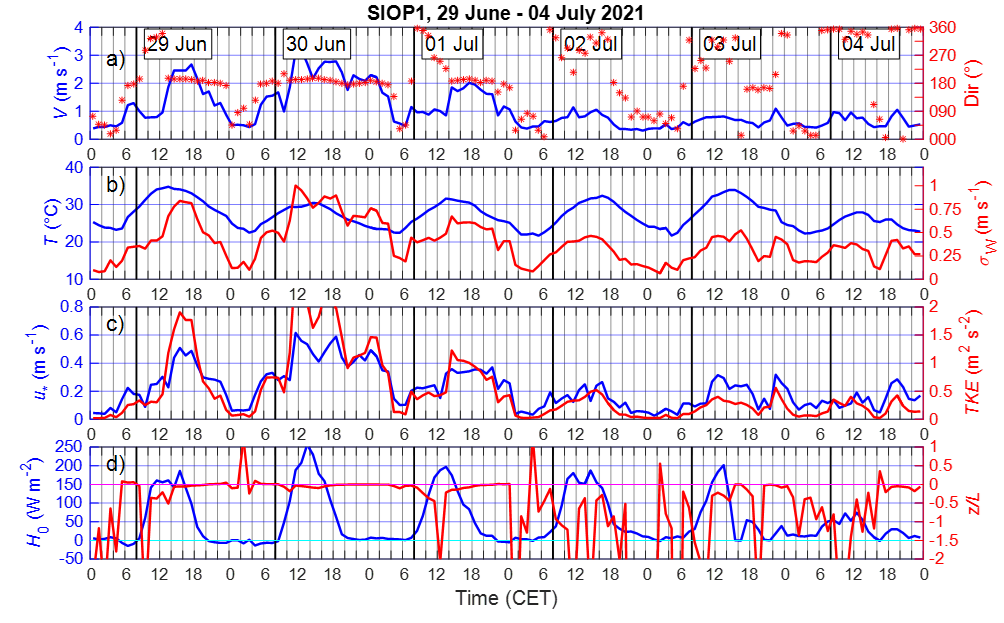 SIOP1, 29 June - 04 July 2021
4 3 2 1 0
V (m s⁻¹)
a)
29 Jun 30 Jun 01 Jul 02 Jul 03 Jul 04 Jul
360 270 180 090 000
Dir (°)
0 6 12 18 0 6 12 18 0 6 12 18 0 6 12 18 0 6 12 18 0 6 12 18 0
40 30 20 10
T (°C)
b)
1 0.75 0.5 0.25 0
σW (m s⁻¹)
0 6 12 18 0 6 12 18 0 6 12 18 0 6 12 18 0 6 12 18 0 6 12 18 0
0.8 0.6 0.4 0.2 0
u* (m s⁻¹)
c)
2 1.5 1 0.5 0
TKE (m² s⁻²)
0 6 12 18 0 6 12 18 0 6 12 18 0 6 12 18 0 6 12 18 0 6 12 18 0
250 200 150 100 50 0 -50
H₀ (W m⁻²)
d)
1 0.5 0 -0.5 -1 -1.5 -2
z/L
0 6 12 18 0 6 12 18 0 6 12 18 0 6 12 18 0 6 12 18 0 6 12 18 0
Time (CET)